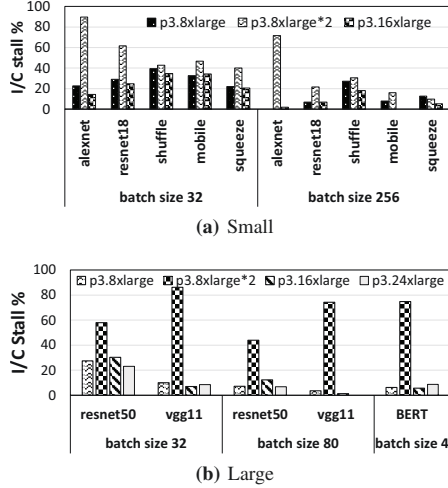 I/C stall %
100
80
60
40
20
0
p3.8xlarge p3.8xlarge*2 p3.16xlarge
alexnet resnet18 shuffle mobile squeeze alexnet resnet18 shuffle mobile squeeze
batch size 32 batch size 256
(a) Small
I/C Stall %
100
80
60
40
20
0
p3.8xlarge p3.8xlarge*2 p3.16xlarge p3.24xlarge
resnet50 vgg11 resnet50 vgg11 BERT
batch size 32 batch size 80 batch size 4
(b) Large